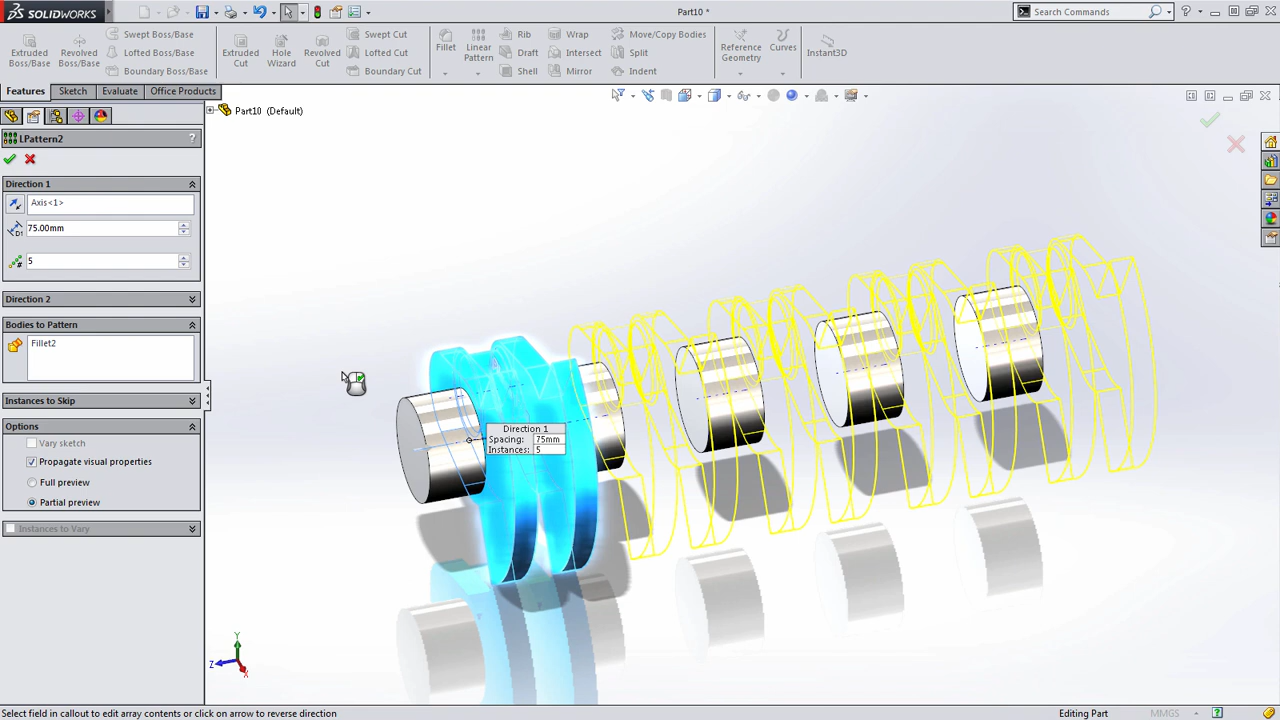 SOLIDWORKS
Part10 *
Search Commands
Extruded Boss/Base
Revolved Boss/Base
Swept Boss/Base
Lofted Boss/Base
Boundary Boss/Base
Extruded Cut
Hole Wizard
Revolved Cut
Swept Cut
Lofted Cut
Boundary Cut
Fillet
Linear Pattern
Rib
Draft
Shell
Wrap
Intersect
Mirror
Move/Copy Bodies
Split
Indent
Reference Geometry
Curves
Instant3D
Features
Sketch
Evaluate
Office Products
Part10 (Default)
LPattern2
?
Direction 1
Axis<1>
75.00mm
5
Direction 2
Bodies to Pattern
Fillet2
Instances to Skip
Options
Vary sketch
Propagate visual properties
Full preview
Partial preview
Instances to Vary
Direction 1
Spacing: 75mm
Instances: 5
Y
Z
X
Select field in callout to edit array contents or click on arrow to reverse direction
Editing Part
MMGS
?